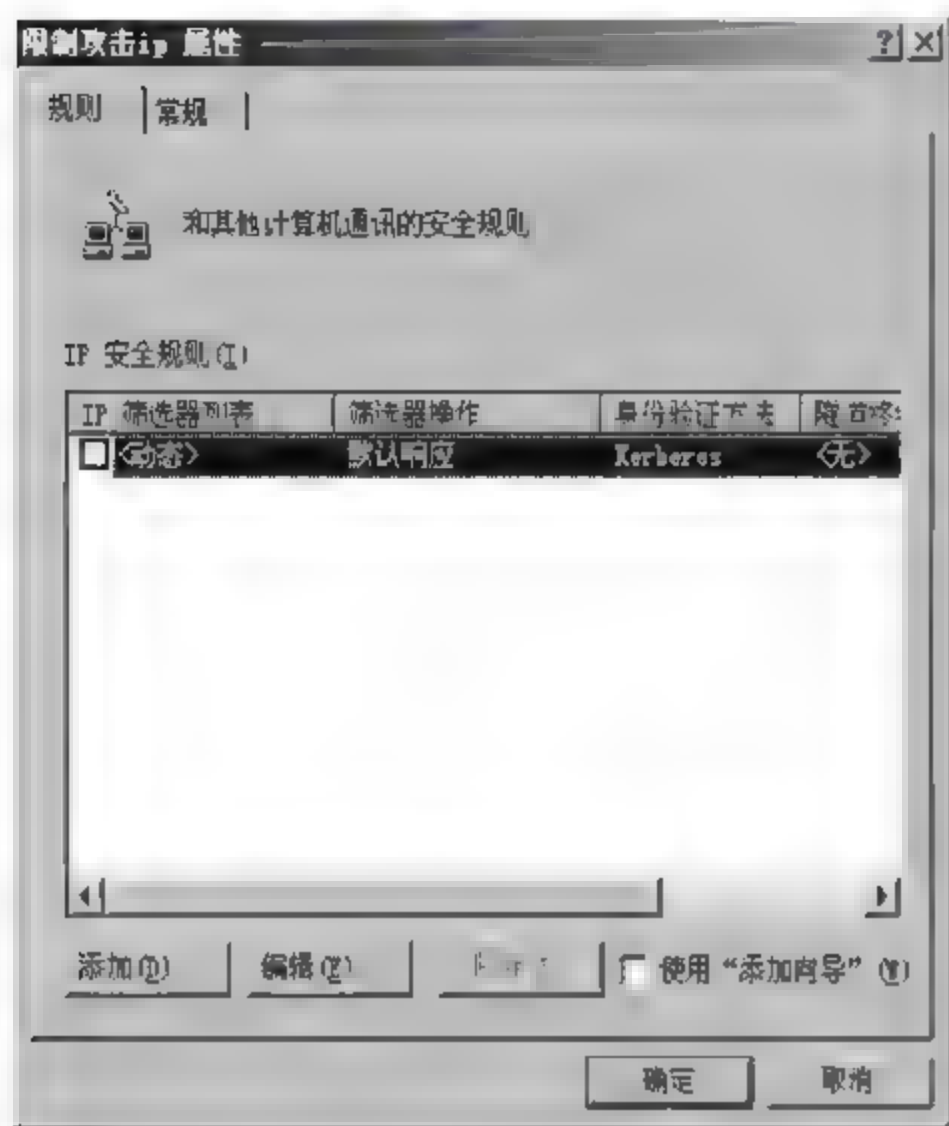 限制攻击ip 属性
规则 常规
和其他计算机通讯的安全规则
IP 安全规则(I)
IP 筛选器列表 筛选器操作 身份验证方法
<动态> 默认响应 Kerberos <无>
添加(D) 编辑(E) 使用“添加向导”(W)
确定 取消